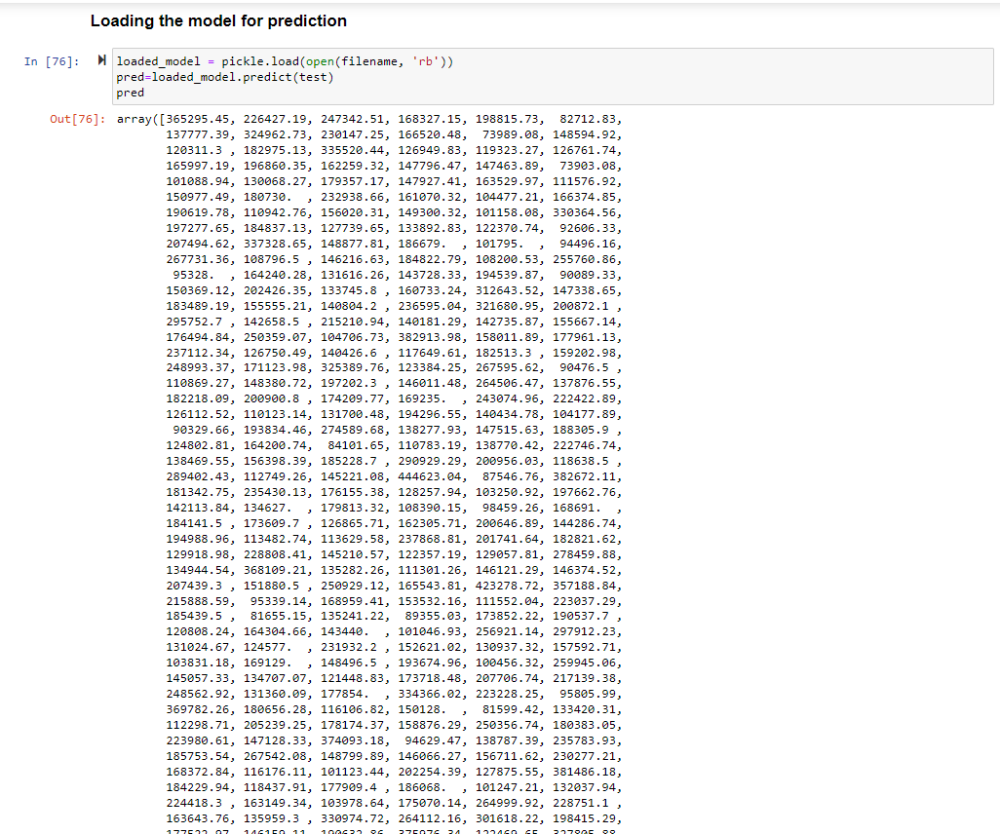 Loading the model for prediction
In [76]: loaded_model = pickle.load(open(filename, 'rb'))
pred=loaded_model.predict(test)
pred
Out[76]: array([365295.45, 226427.19, 247342.51, 168327.15, 198815.73,  82712.83,
137777.39, 324962.73, 230147.25, 166520.48,  73989.08, 148594.92,
120311.3 , 182975.13, 335520.44, 126949.83, 119323.27, 126761.74,
165997.19, 196860.35, 162259.32, 147796.47, 147463.89,  73903.08,
101088.94, 130068.27, 179357.17, 147927.41, 163529.97, 111576.92,
150977.49, 180730.  , 232938.66, 161070.32, 104477.21, 166374.85,
190619.78, 110942.76, 156020.31, 149300.32, 101158.08, 330364.56,
197277.65, 184837.13, 127739.65, 133892.83, 122370.74,  92606.33,
207494.62, 337328.65, 148877.81, 186679.  , 101795.  ,  94496.16,
267731.36, 108796.5 , 146216.63, 184822.79, 108200.53, 255760.86,
95328.  , 164240.28, 131616.26, 143728.33, 194539.87,  90089.33,
150369.12, 202426.35, 133745.8 , 160733.24, 312643.52, 147338.65,
183489.19, 155555.21, 140804.2 , 236595.04, 321680.95, 200872.1 ,
295752.7 , 142658.5 , 215210.94, 140181.29, 142735.87, 155667.14,
176494.84, 250359.07, 104706.73, 382913.98, 158011.89, 177961.13,
237112.34, 126750.49, 140426.6 , 117649.61, 182513.3 , 159202.98,
248993.37, 171123.98, 325389.76, 123384.25, 267595.62,  90476.5 ,
110869.27, 148380.72, 197202.3 , 146011.48, 264506.47, 137876.55,
182218.09, 200900.8 , 174209.77, 169235.  , 243074.96, 222422.89,
126112.52, 110123.14, 131700.48, 194296.55, 140434.78, 104177.89,
90329.66, 193834.46, 274589.68, 138277.93, 147515.63, 188305.9 ,
124802.81, 164200.74,  84101.65, 110783.19, 138770.42, 222746.74,
138469.55, 156398.39, 185228.7 , 290929.29, 200956.03, 118638.5 ,
289402.43, 112749.26, 145221.08, 444623.04,  87546.76, 382672.11,
181342.75, 235430.13, 176155.38, 128257.94, 103250.92, 197662.76,
142113.84, 134627.  , 179813.32, 108390.15,  98459.26, 168691.  ,
184141.5 , 173609.7 , 126865.71, 162305.71, 200646.89, 144286.74,
194988.96, 113482.74, 113629.58, 237868.81, 201741.64, 182821.62,
129918.98, 228808.41, 145210.57, 122357.19, 129057.81, 278459.88,
134944.54, 368109.21, 135282.26, 111301.26, 146121.29, 146374.52,
207439.3 , 151880.5 , 250929.12, 165543.81, 423278.72, 357188.84,
215888.59,  95339.14, 168959.41, 153532.16, 111552.04, 223037.29,
185439.5 ,  81655.15, 135241.22,  89355.03, 173852.22, 190537.7 ,
120808.24, 164304.66, 143440.  , 101046.93, 256921.14, 297912.23,
131024.67, 124577.  , 231932.2 , 152621.02, 130937.32, 157592.71,
103831.18, 169129.  , 148496.5 , 193674.96, 100456.32, 259945.06,
145057.33, 134707.07, 121448.83, 173718.48, 207706.74, 217139.38,
248562.92, 131360.09, 177854.  , 334366.02, 223228.25,  95805.99,
369782.26, 180656.28, 116106.82, 150128.  ,  81599.42, 133420.31,
112298.71, 205239.25, 178174.37, 158876.29, 250356.74, 180383.05,
223980.61, 147128.33, 374093.18,  94629.47, 138787.39, 235783.93,
185753.54, 267542.08, 148799.89, 146066.27, 156711.62, 230277.21,
168372.84, 116176.11, 101123.44, 202254.39, 127875.55, 381486.18,
184229.94, 118437.91, 177909.4 , 186068.  , 101247.21, 132037.94,
224418.3 , 163149.34, 103978.64, 175070.14, 264999.92, 228751.1 ,
163643.76, 135959.3 , 330974.72, 264112.16, 301618.22, 198415.29,